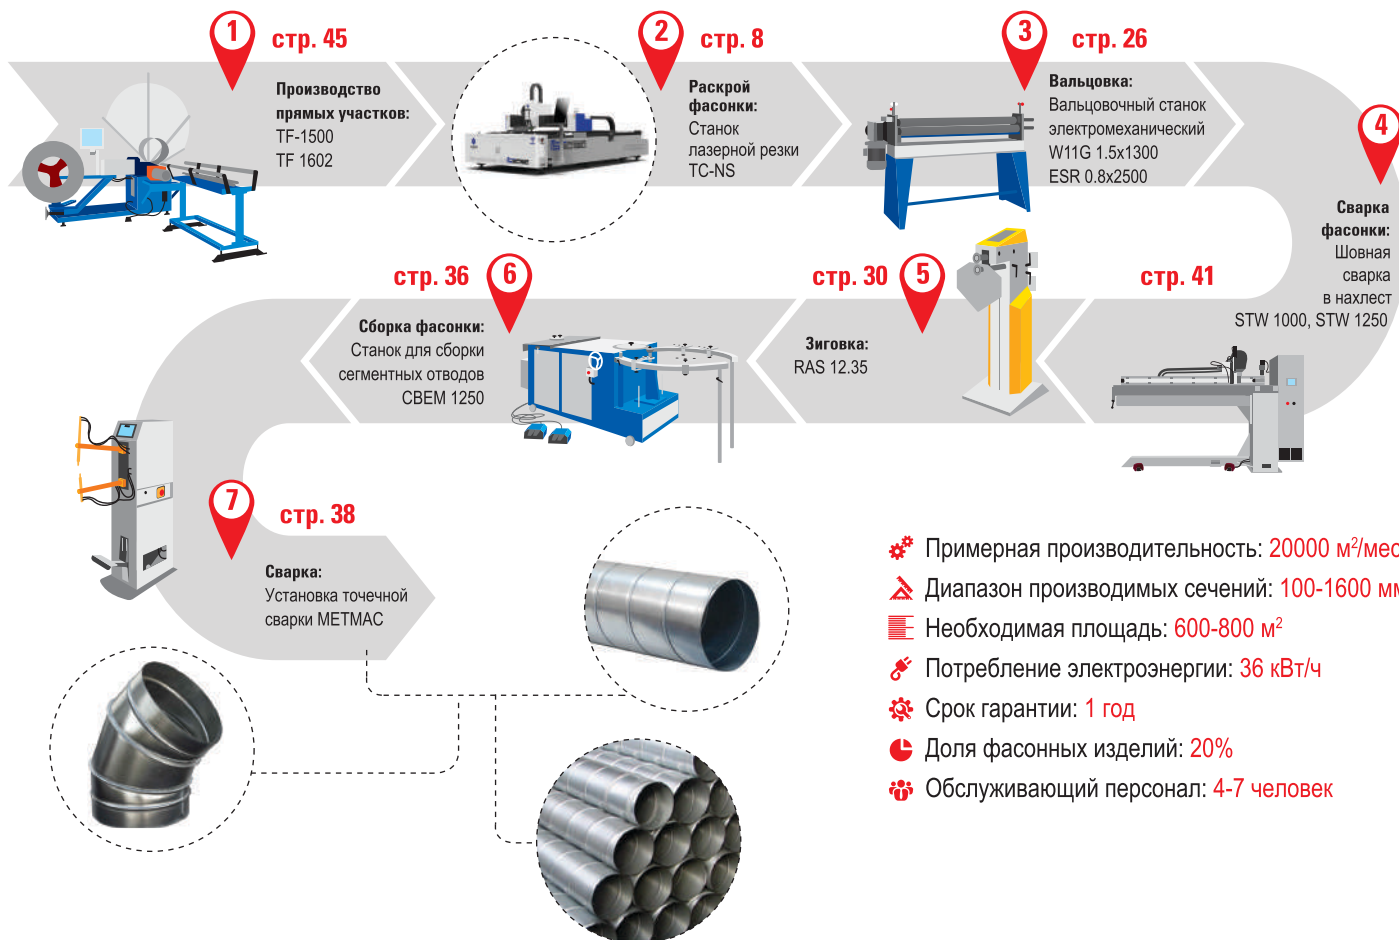 1
стр. 45
Производство
прямых участков:
TF-1500
TF 1602
2
стр. 8
Раскрой
фасонки:
Станок
лазерной резки
TC-NS
3
стр. 26
Вальцовка:
Вальцовочный станок
электромеханический
W11G 1.5x1300
ESR 0.8x2500
4
стр. 41
Сварка
фасонки:
Шовная
сварка
в нахлест
STW 1000, STW 1250
5
стр. 30
Зиговка:
RAS 12.35
6
стр. 36
Сборка фасонки:
Станок для сборки
сегментных отводов
CBEM 1250
7
стр. 38
Сварка:
Установка точечной
сварки METMAC
Примерная производительность: 20000 м²/мес
Диапазон производимых сечений: 100-1600 мм
Необходимая площадь: 600-800 м²
Потребление электроэнергии: 36 кВт/ч
Срок гарантии: 1 год
Доля фасонных изделий: 20%
Обслуживающий персонал: 4-7 человек